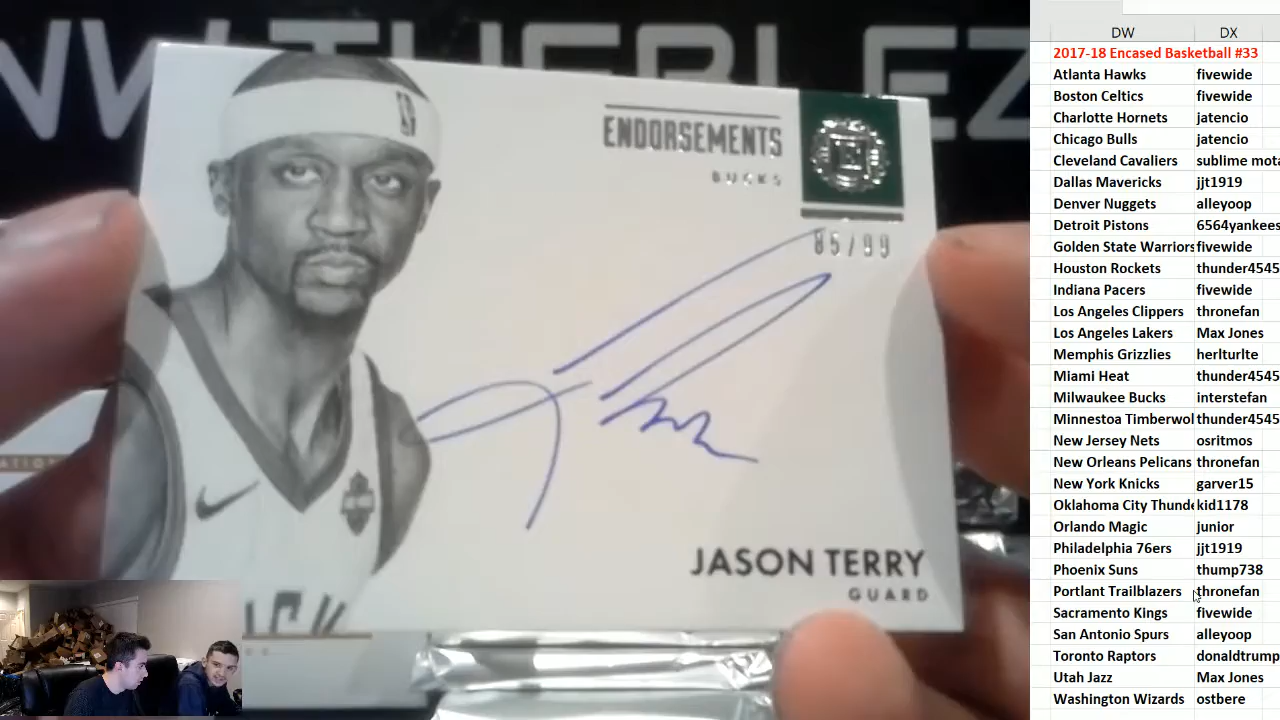 ENDORSEMENTS
BUCKS
85/99
JASON TERRY
GUARD
DW DX
2017-18 Encased Basketball #33
Atlanta Hawks fivewide
Boston Celtics fivewide
Charlotte Hornets jatencio
Chicago Bulls jatencio
Cleveland Cavaliers sublime mota
Dallas Mavericks jjt1919
Denver Nuggets alleyoop
Detroit Pistons 6564yankees
Golden State Warriors fivewide
Houston Rockets thunder4545
Indiana Pacers fivewide
Los Angeles Clippers thronefan
Los Angeles Lakers Max Jones
Memphis Grizzlies herlturlte
Miami Heat thunder4545
Milwaukee Bucks interstefan
Minnestoa Timberwol thunder4545
New Jersey Nets osritmos
New Orleans Pelicans thronefan
New York Knicks garver15
Oklahoma City Thunde kid1178
Orlando Magic junior
Philadelphia 76ers jjt1919
Phoenix Suns thump738
Portlant Trailblazers thronefan
Sacramento Kings fivewide
San Antonio Spurs alleyoop
Toronto Raptors donaldtrump
Utah Jazz Max Jones
Washington Wizards ostbere